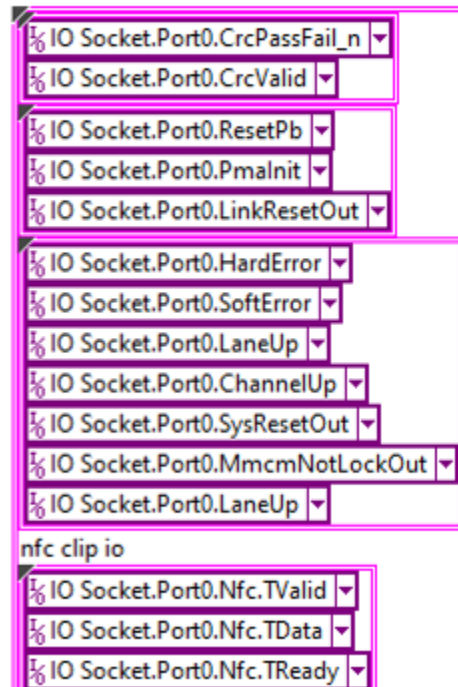 IO Socket.Port0.CrcPassFail_n
IO Socket.Port0.CrcValid
IO Socket.Port0.ResetPb
IO Socket.Port0.PmaInit
IO Socket.Port0.LinkResetOut
IO Socket.Port0.HardError
IO Socket.Port0.SoftError
IO Socket.Port0.LaneUp
IO Socket.Port0.ChannelUp
IO Socket.Port0.SysResetOut
IO Socket.Port0.MmcmNotLockOut
IO Socket.Port0.LaneUp
nfc clip io
IO Socket.Port0.Nfc.TValid
IO Socket.Port0.Nfc.TData
IO Socket.Port0.Nfc.TReady